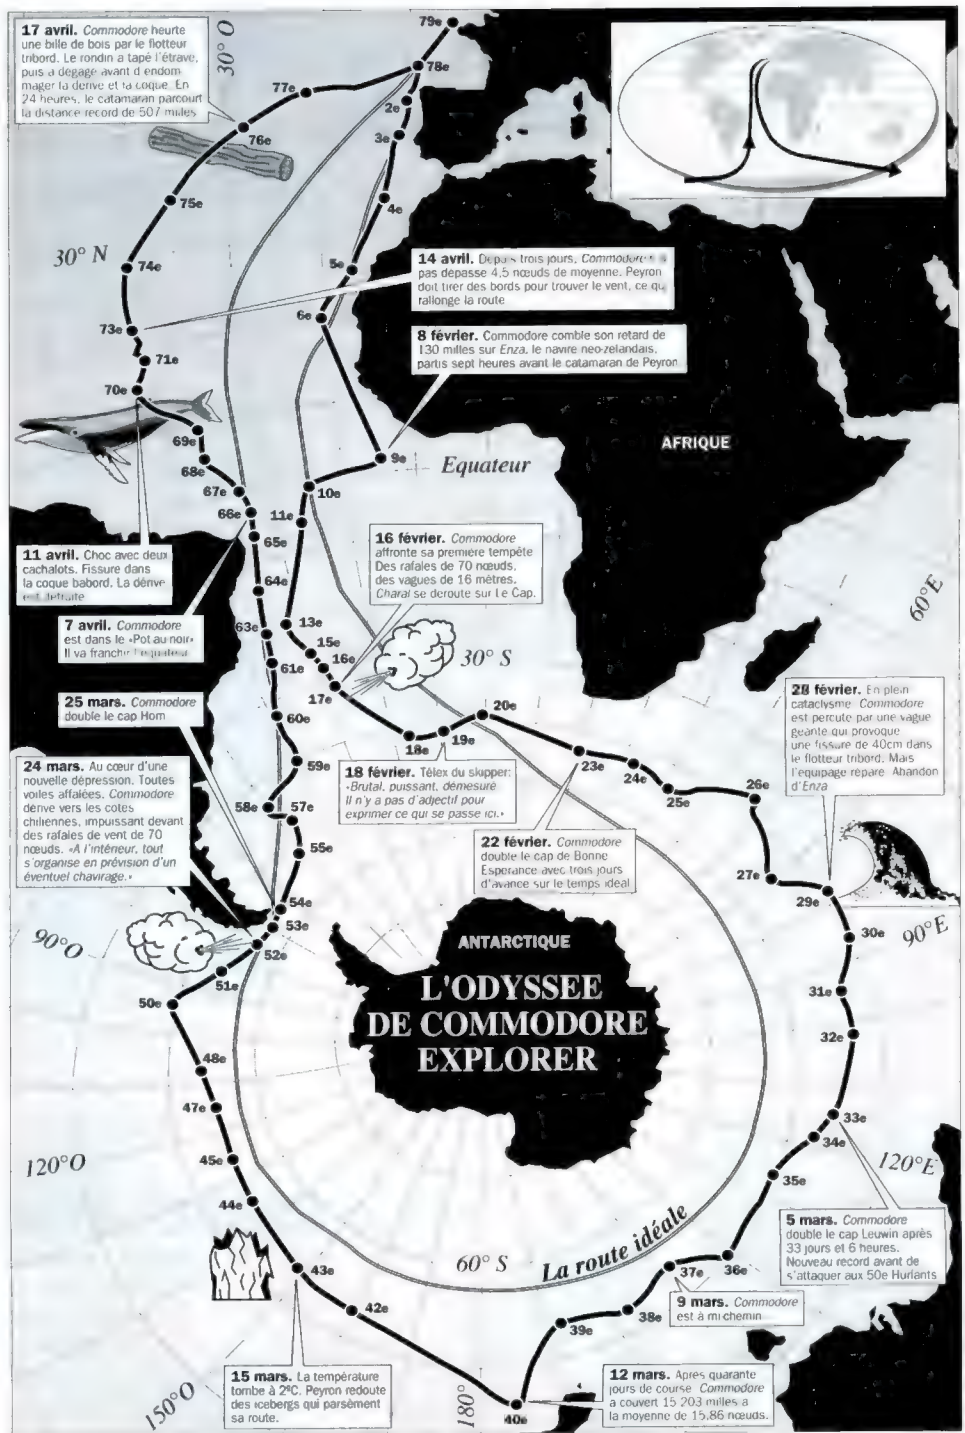 17 avril. Commodore heurte
une bille de bois par le flotteur
tribord. Le rondin a tapé l'étrave,
puis a dégagé avant d endom
mager la dérive et la coque. En
24 heures, le catamaran parcourt
la distance record de 507 milles
30° O
79e
78e
77e
76e
75e
74e
73e
71e
70e
69e
68e
67e
66e
65e
64e
63e
61e
60e
59e
58e
57e
55e
54e
53e
52e
51e
50e
48e
47e
45e
44e
43e
42e
40e
39e
38e
37e
36e
35e
34e
33e
32e
31e
30e
29e
27e
26e
25e
24e
23e
20e
19e
18e
17e
16e
15e
13e
11e
10e
9e
6e
5e
4e
3e
2e
30° N
14 avril. Depuis trois jours, Commodore
pas dépassé 4,5 nœuds de moyenne. Peyron
doit tirer des bords pour trouver le vent, ce qui
rallonge la route
8 février. Commodore comble son retard de
130 milles sur Enza, le navire neo-zelandais,
partis sept heures avant le catamaran de Peyron
AFRIQUE
Equateur
11 avril. Choc avec deux
cachalots. Fissure dans
la coque babord. La dérive
est
7 avril. Commodore
est dans le «Pot au noir»
Il va franchir l'equateur
16 février. Commodore
affronte sa première tempête
Des rafales de 70 nœuds,
des vagues de 16 mètres.
Charal se deroute sur Le Cap.
60°E
30° S
25 mars. Commodore
double le cap Horn
24 mars. Au cœur d'une
nouvelle dépression. Toutes
voiles affalées, Commodore
dérive vers les cotes
chiliennes, impuissant devant
des rafales de vent de 70
nœuds. «A l'intérieur, tout
s'organise en prévision d'un
éventuel chavirage.»
18 février. Télex du skipper:
«Brutal, puissant, démesuré
Il n'y a pas d'adjectif pour
exprimer ce qui se passe ici.»
22 février. Commodore
double le cap de Bonne
Esperance avec trois jours
d'avance sur le temps ideal
28 février. En plein
cataclysme Commodore
est percuté par une vague
géante qui provoque
une fissure de 40cm dans
le flotteur tribord. Mais
l'equipage répare Abandon
d'Enza
90°O
90°E
ANTARCTIQUE
L'ODYSSEE
DE COMMODORE
EXPLORER
120°O
120°E
5 mars. Commodore
double le cap Leuwin après
33 jours et 6 heures.
Nouveau record avant de
s'attaquer aux 50e Hurlants
60° S
La route idéale
9 mars. Commodore
est à mi-chemin
15 mars. La température
tombe à 2°C. Peyron redoute
des icebergs qui parsèment
sa route.
12 mars. Apres quarante
jours de course Commodore
a couvert 15 203 milles a
la moyenne de 15,86 nœuds.
150°O
180°